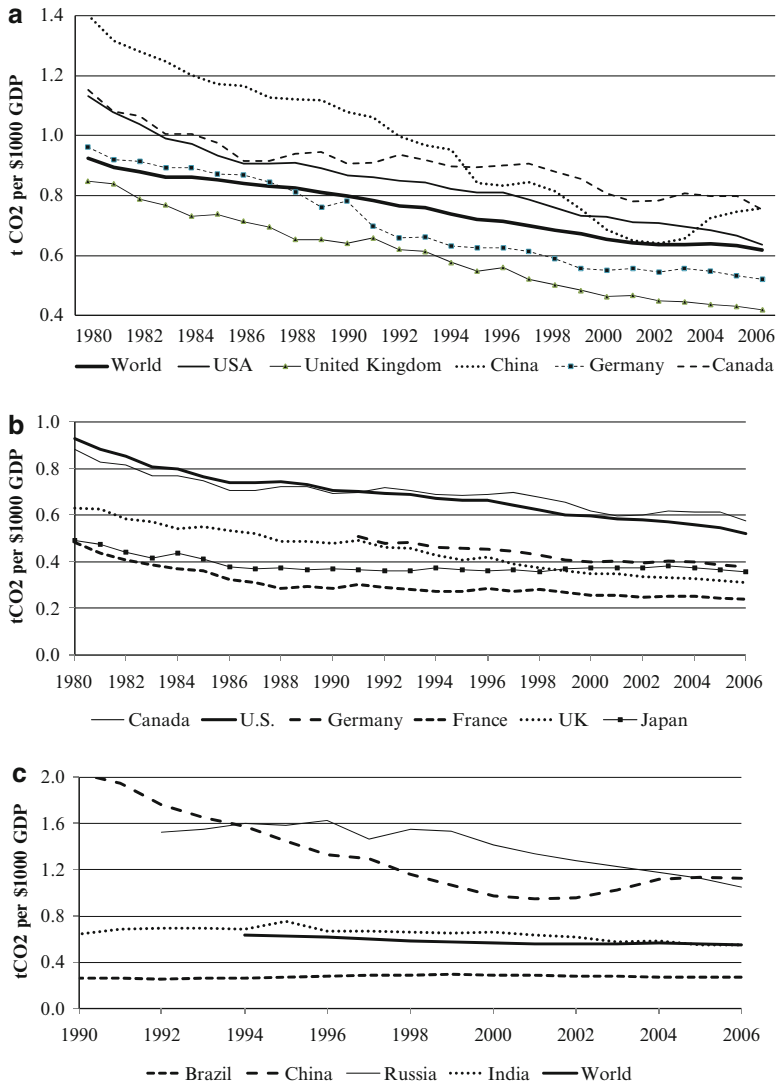 a
1.4
1.2
1.0
0.8
0.6
0.4
t CO2 per $1000 GDP
1980 1982 1984 1986 1988 1990 1992 1994 1996 1998 2000 2002 2004 2006
World USA United Kingdom China Germany Canada
b
1.0
0.8
0.6
0.4
0.2
0.0
tCO2 per $1000 GDP
1980 1982 1984 1986 1988 1990 1992 1994 1996 1998 2000 2002 2004 2006
Canada U.S. Germany France UK Japan
c
2.0
1.6
1.2
0.8
0.4
0.0
tCO2 per $1000 GDP
1990 1992 1994 1996 1998 2000 2002 2004 2006
Brazil China Russia India World